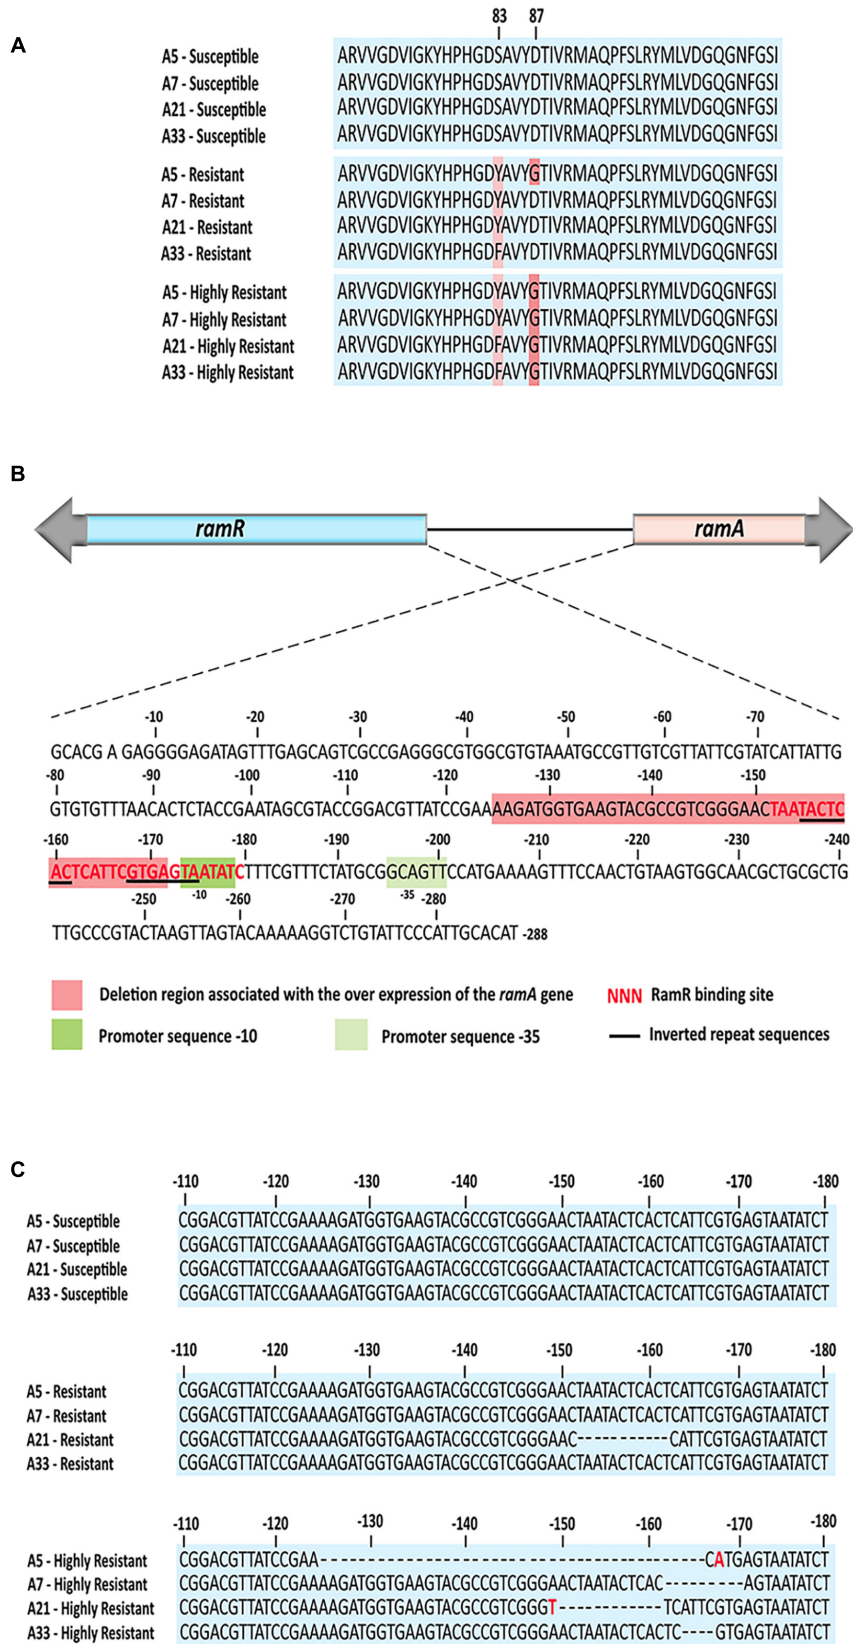 A
83 87
A5 - Susceptible ARVVGDVIGKYHPHGDSAVYDTIVRMAQPFSLRYMLVDGQGNFGSI
A7 - Susceptible ARVVGDVIGKYHPHGDSAVYDTIVRMAQPFSLRYMLVDGQGNFGSI
A21 - Susceptible ARVVGDVIGKYHPHGDSAVYDTIVRMAQPFSLRYMLVDGQGNFGSI
A33 - Susceptible ARVVGDVIGKYHPHGDSAVYDTIVRMAQPFSLRYMLVDGQGNFGSI
A5 - Resistant ARVVGDVIGKYHPHGDYAVYGTIVRMAQPFSLRYMLVDGQGNFGSI
A7 - Resistant ARVVGDVIGKYHPHGDYAVYDTIVRMAQPFSLRYMLVDGQGNFGSI
A21 - Resistant ARVVGDVIGKYHPHGDYAVYDTIVRMAQPFSLRYMLVDGQGNFGSI
A33 - Resistant ARVVGDVIGKYHPHGDFAVYDTIVRMAQPFSLRYMLVDGQGNFGSI
A5 - Highly Resistant ARVVGDVIGKYHPHGDYAVYGTIVRMAQPFSLRYMLVDGQGNFGSI
A7 - Highly Resistant ARVVGDVIGKYHPHGDYAVYGTIVRMAQPFSLRYMLVDGQGNFGSI
A21 - Highly Resistant ARVVGDVIGKYHPHGDFAVYGTIVRMAQPFSLRYMLVDGQGNFGSI
A33 - Highly Resistant ARVVGDVIGKYHPHGDFAVYGTIVRMAQPFSLRYMLVDGQGNFGSI
B
ramR ramA
-10 -20 -30 -40 -50 -60 -70
GCACG A GAGGGGAGATAGTTTGAGCAGTCGCCGAGGGCGTGGCGTGTAAATGCCGTTGTCGTTATTCGTATCATTATTG
-80 -90 -100 -110 -120 -130 -140 -150
GTGTGTTTAACACTCTACCGAATAGCGTACCGGACGTTATCCGAAAAGATGGTGAAGTACGCCGTCGGGAACTAATACTC
-160 -170 -180 -190 -200 -210 -220 -230 -240
ACTCATTCGTGAGTAATATCTTTCGTTTCTATGCGGCAGTTCCATGAAAAGTTTCCAACTGTAAGTGGCAACGCTGCGCTG
-250 -10 -260 -270 -35 -280
TTGCCCGTACTAAGTTAGTACAAAAAGGTCTGTATTCCCATTGCACAT -288
Deletion region associated with the over expression of the ramA gene
NNN RamR binding site
Promoter sequence -10
Promoter sequence -35
Inverted repeat sequences
C
-110 -120 -130 -140 -150 -160 -170 -180
A5 - Susceptible CGGACGTTATCCGAAAAGATGGTGAAGTACGCCGTCGGGAACTAATACTCACTCATTCGTGAGTAATATCT
A7 - Susceptible CGGACGTTATCCGAAAAGATGGTGAAGTACGCCGTCGGGAACTAATACTCACTCATTCGTGAGTAATATCT
A21 - Susceptible CGGACGTTATCCGAAAAGATGGTGAAGTACGCCGTCGGGAACTAATACTCACTCATTCGTGAGTAATATCT
A33 - Susceptible CGGACGTTATCCGAAAAGATGGTGAAGTACGCCGTCGGGAACTAATACTCACTCATTCGTGAGTAATATCT
-110 -120 -130 -140 -150 -160 -170 -180
A5 - Resistant CGGACGTTATCCGAAAAGATGGTGAAGTACGCCGTCGGGAACTAATACTCACTCATTCGTGAGTAATATCT
A7 - Resistant CGGACGTTATCCGAAAAGATGGTGAAGTACGCCGTCGGGAACTAATACTCACTCATTCGTGAGTAATATCT
A21 - Resistant CGGACGTTATCCGAAAAGATGGTGAAGTACGCCGTCGGGAAC----------CATTCGTGAGTAATATCT
A33 - Resistant CGGACGTTATCCGAAAAGATGGTGAAGTACGCCGTCGGGAACTAATACTCACTCATTCGTGAGTAATATCT
-110 -120 -130 -140 -150 -160 -170 -180
A5 - Highly Resistant CGGACGTTATCCGAA------------------------------------------CATGAGTAATATCT
A7 - Highly Resistant CGGACGTTATCCGAAAAGATGGTGAAGTACGCCGTCGGGAACTAATACTCAC---------AGTAATATCT
A21 - Highly Resistant CGGACGTTATCCGAAAAGATGGTGAAGTACGCCGTCGGGT-----------TCATTCGTGAGTAATATCT
A33 - Highly Resistant CGGACGTTATCCGAAAAGATGGTGAAGTACGCCGTCGGGAACTAATACTCACTC----GTGAGTAATATCT